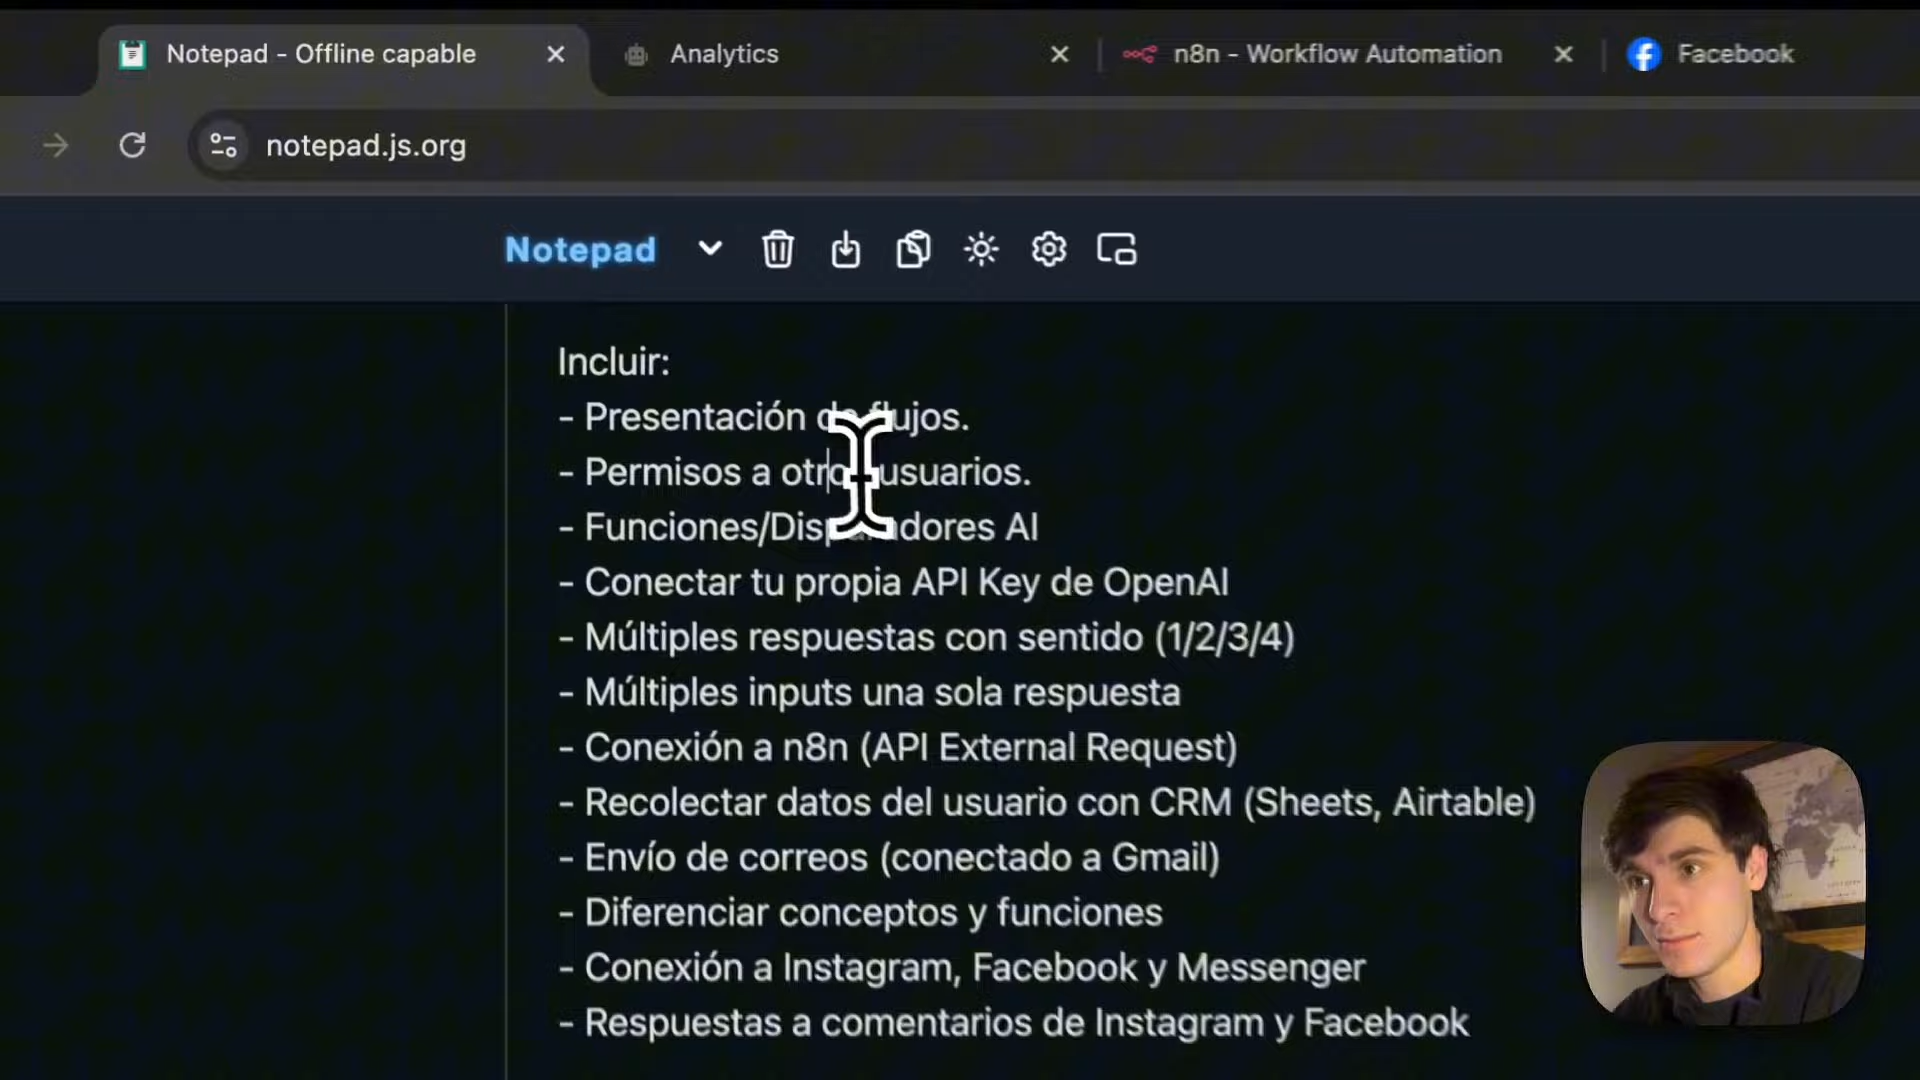 Notepad - Offline capable
Analytics
n8n - Workflow Automation
Facebook
notepad.js.org
Notepad
Incluir:
- Presentación de flujos.
- Permisos a otros usuarios.
- Funciones/Disparadores AI
- Conectar tu propia API Key de OpenAI
- Múltiples respuestas con sentido (1/2/3/4)
- Múltiples inputs una sola respuesta
- Conexión a n8n (API External Request)
- Recolectar datos del usuario con CRM (Sheets, Airtable)
- Envío de correos (conectado a Gmail)
- Diferenciar conceptos y funciones
- Conexión a Instagram, Facebook y Messenger
- Respuestas a comentarios de Instagram y Facebook